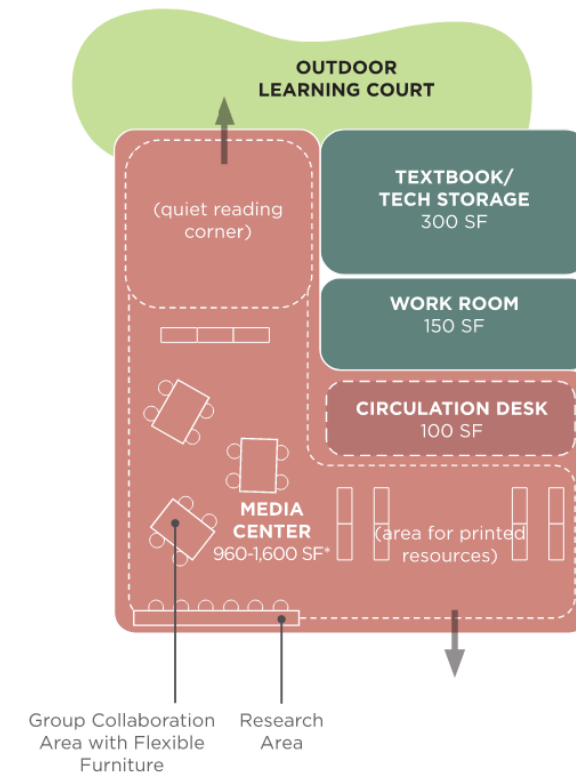 OUTDOOR
LEARNING COURT
(quiet reading
corner)
TEXTBOOK/
TECH STORAGE
300 SF
WORK ROOM
150 SF
CIRCULATION DESK
100 SF
MEDIA
CENTER
960-1,600 SF*
(area for printed
resources)
Group Collaboration
Area with Flexible
Furniture
Research
Area